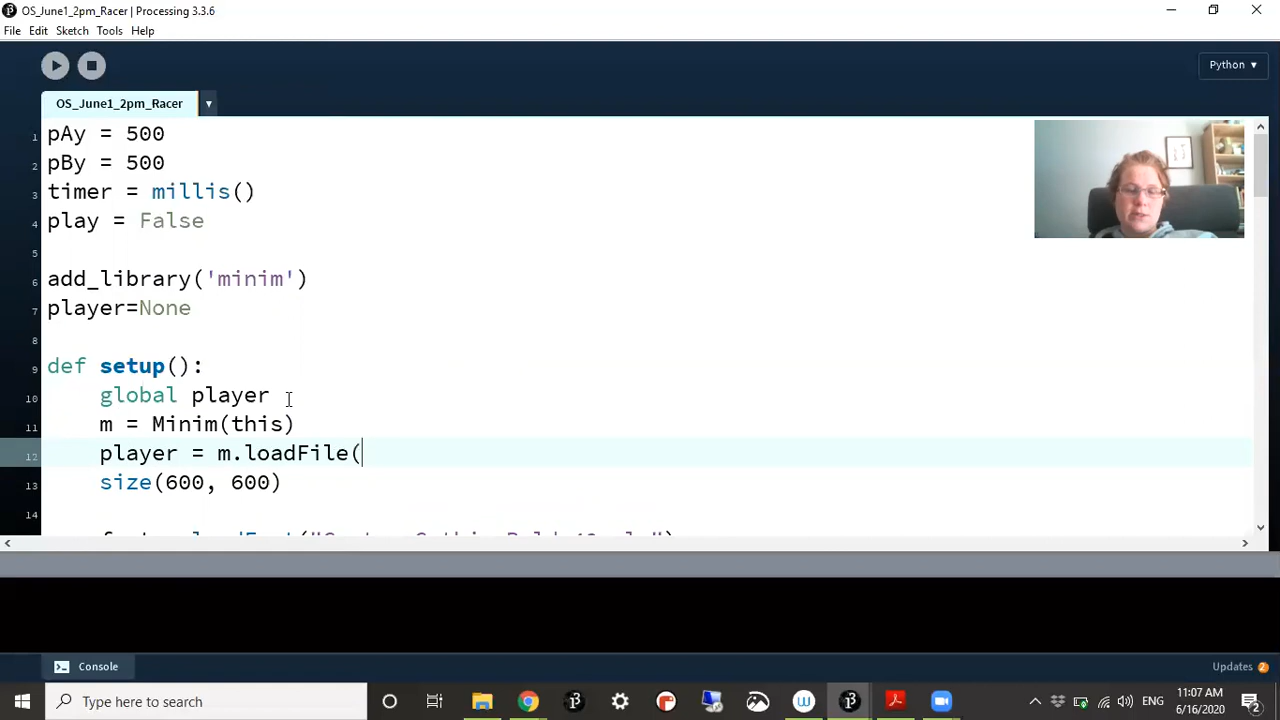 OS_June1_2pm_Racer | Processing 3.3.6
File Edit Sketch Tools Help
Python ▾
OS_June1_2pm_Racer ▾
1 pAy = 500
2 pBy = 500
3 timer = millis()
4 play = False
5
6 add_library('minim')
7 player=None
8
9 def setup():
10 global player
11 m = Minim(this)
12 player = m.loadFile(
13 size(600, 600)
14
Console
Updates 2
Type here to search
ENG
11:07 AM
6/16/2020
2